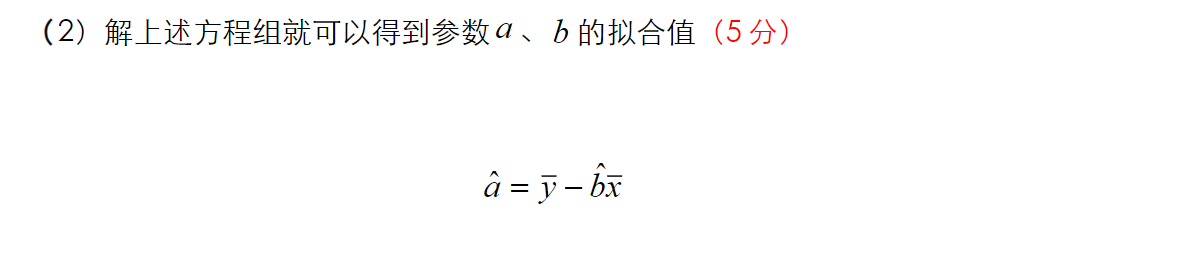 （2）解上述方程组就可以得到参数 a 、 b 的拟合值（5 分）
â = y̅ − b̂x̅